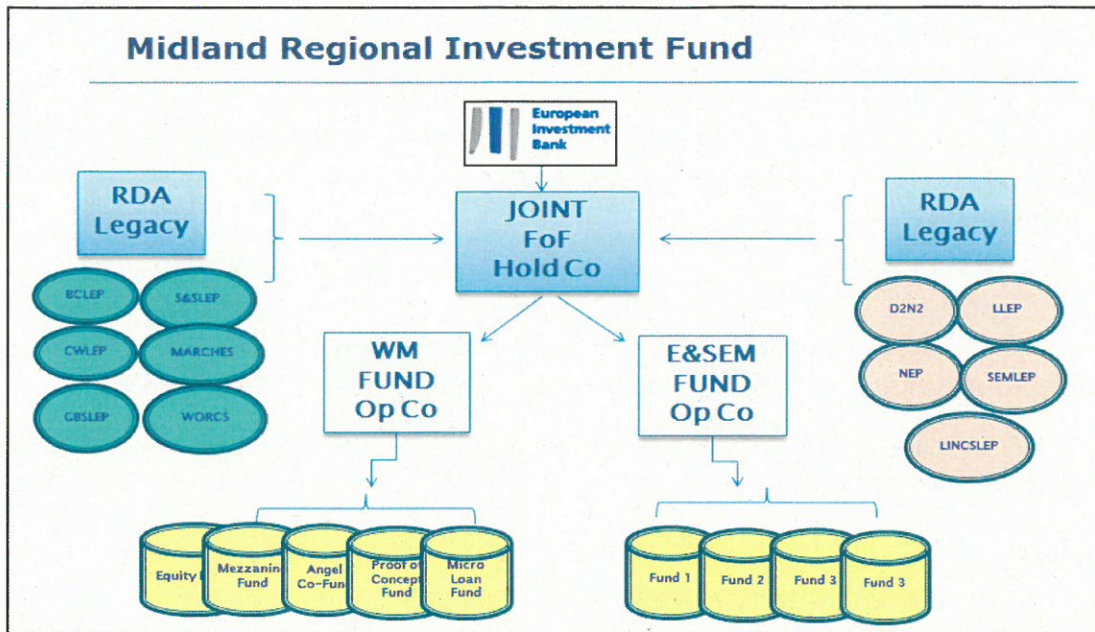 Midland Regional Investment Fund
European
Investment
Bank
RDA
Legacy
JOINT
FoF
Hold Co
RDA
Legacy
BCLEP
S&SLEP
CWLEP
MARCHES
GBSLEP
WORCS
D2N2
LLEP
NEP
SEMLEP
LINCSLEP
WM
FUND
Op Co
E&SEM
FUND
Op Co
Equity
Mezzanine
Fund
Angel
Co-Fund
Proof of
Concept
Fund
Micro
Loan
Fund
Fund 1
Fund 2
Fund 3
Fund 3